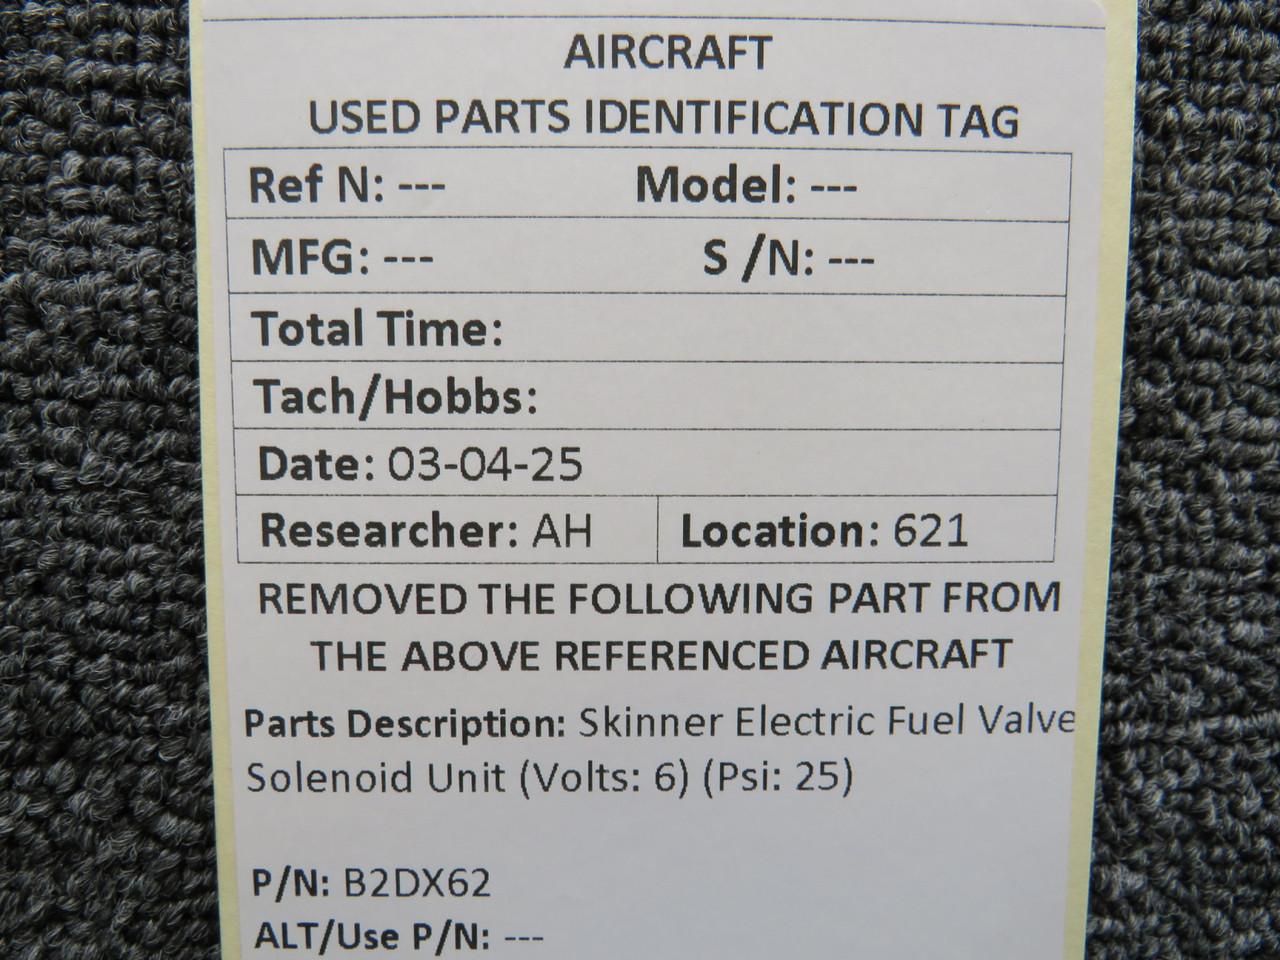 AIRCRAFT
USED PARTS IDENTIFICATION TAG
Ref N: --- Model: ---
MFG: --- S /N: ---
Total Time:
Tach/Hobbs:
Date: 03-04-25
Researcher: AH Location: 621
REMOVED THE FOLLOWING PART FROM
THE ABOVE REFERENCED AIRCRAFT
Parts Description: Skinner Electric Fuel Valve
Solenoid Unit (Volts: 6) (Psi: 25)
P/N: B2DX62
ALT/Use P/N: ---